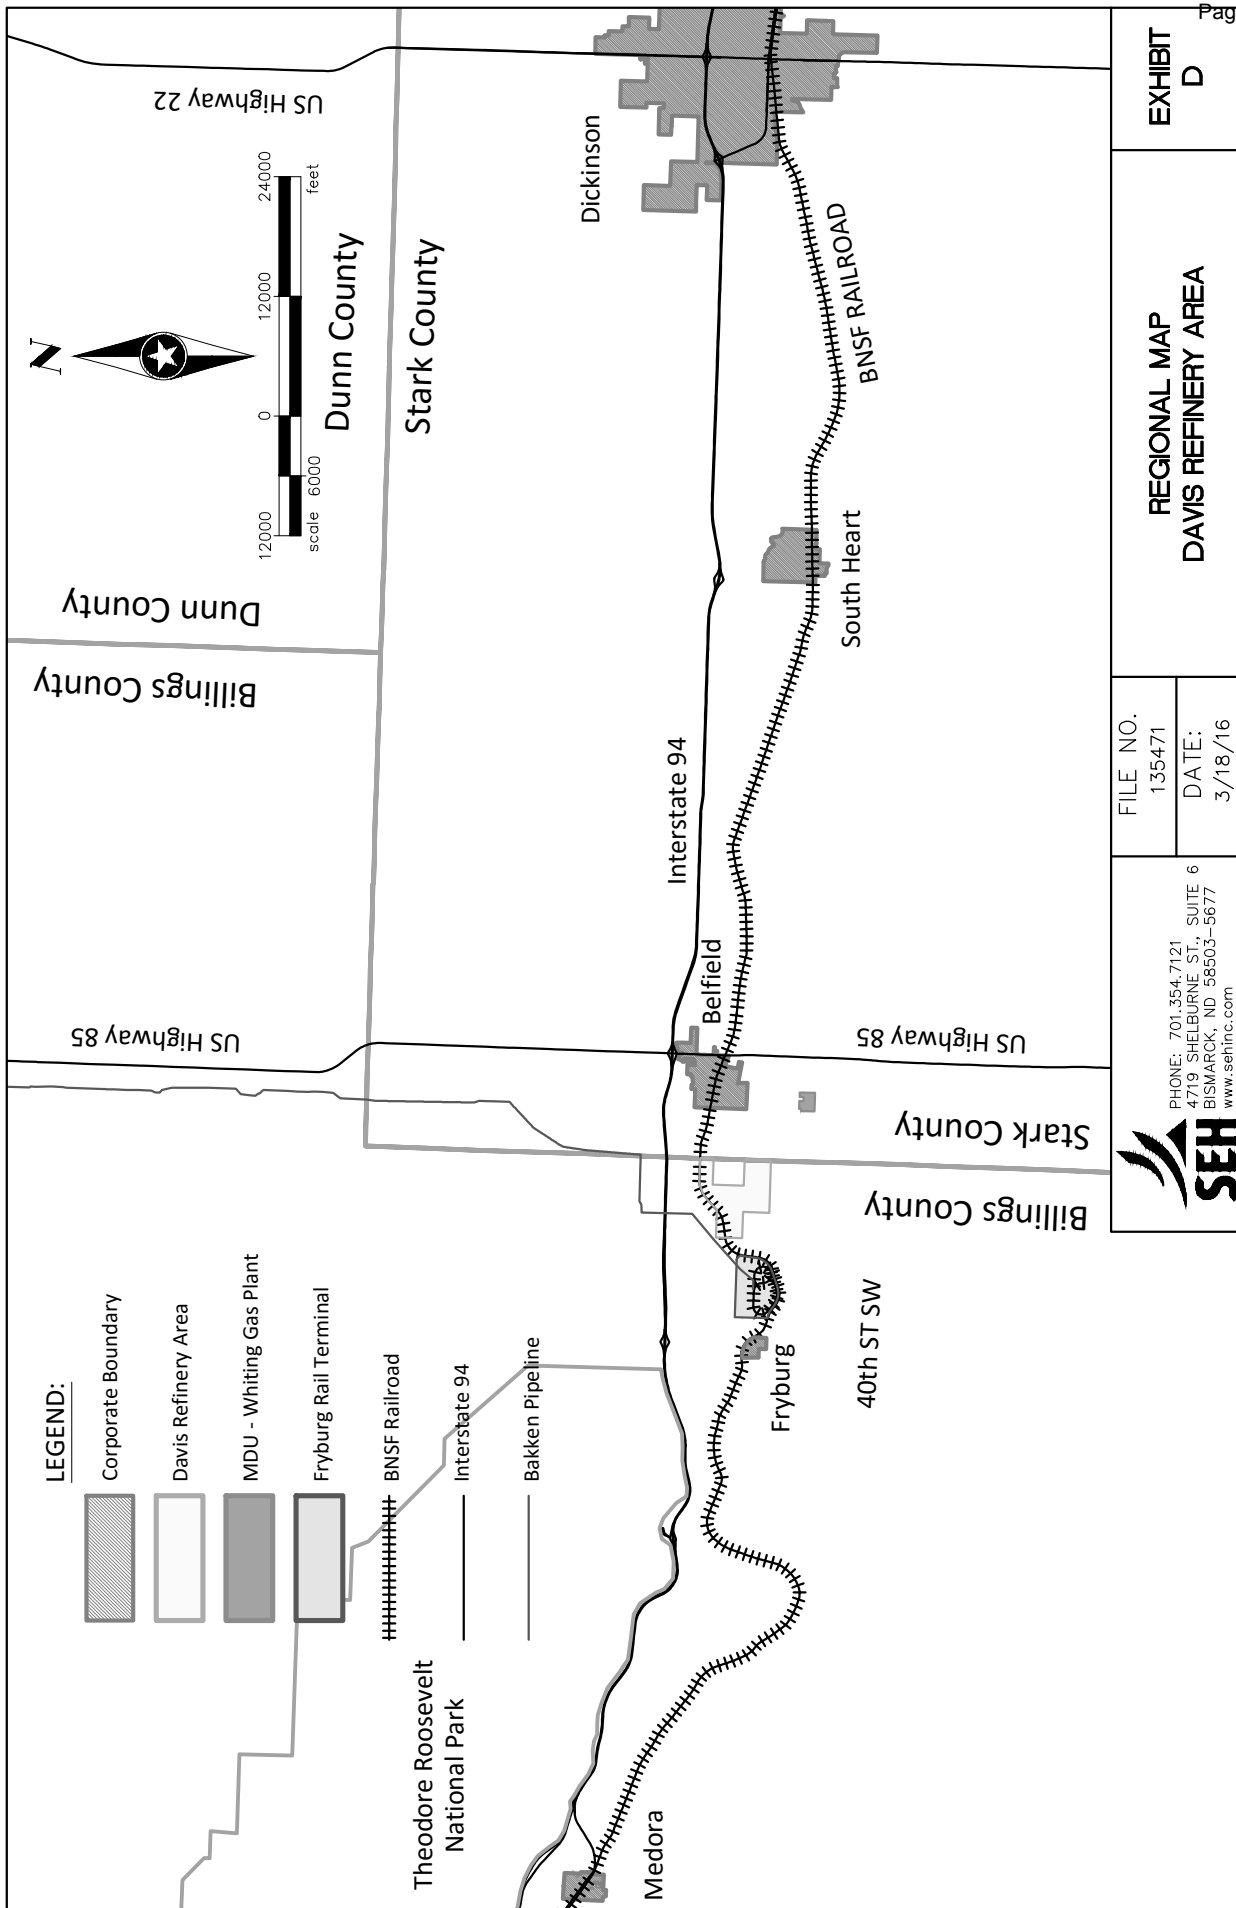 Pag
N
12000
0
12000
24000
scale
6000
feet
US Highway 22
Dunn County
Dunn County
Stark County
Billings County
US Highway 85
Dickinson
BNSF RAILROAD
South Heart
Interstate 94
Belfield
US Highway 85
Stark County
Billings County
Fryburg
40th ST SW
Medora
Theodore Roosevelt
National Park
LEGEND:
Corporate Boundary
Davis Refinery Area
MDU - Whiting Gas Plant
Fryburg Rail Terminal
BNSF Railroad
Interstate 94
Bakken Pipeline
SEH
PHONE: 701.354.7121
4719 SHELBURNE ST., SUITE 6
BISMARCK, ND 58503-5677
www.sehinc.com
FILE NO.
135471
DATE:
3/18/16
REGIONAL MAP
DAVIS REFINERY AREA
EXHIBIT
D